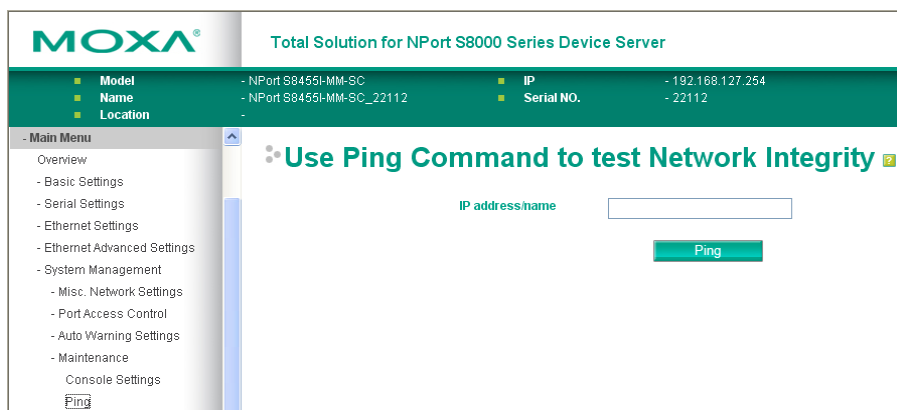 MOXA®
Total Solution for NPort S8000 Series Device Server
Model - NPort S8455I-MM-SC IP - 192.168.127.254
Name - NPort S8455I-MM-SC_22112 Serial NO. - 22112
Location -
- Main Menu
Overview
- Basic Settings
- Serial Settings
- Ethernet Settings
- Ethernet Advanced Settings
- System Management
- Misc. Network Settings
- Port Access Control
- Auto Warning Settings
- Maintenance
Console Settings
Ping
Use Ping Command to test Network Integrity ?
IP address/name
Ping